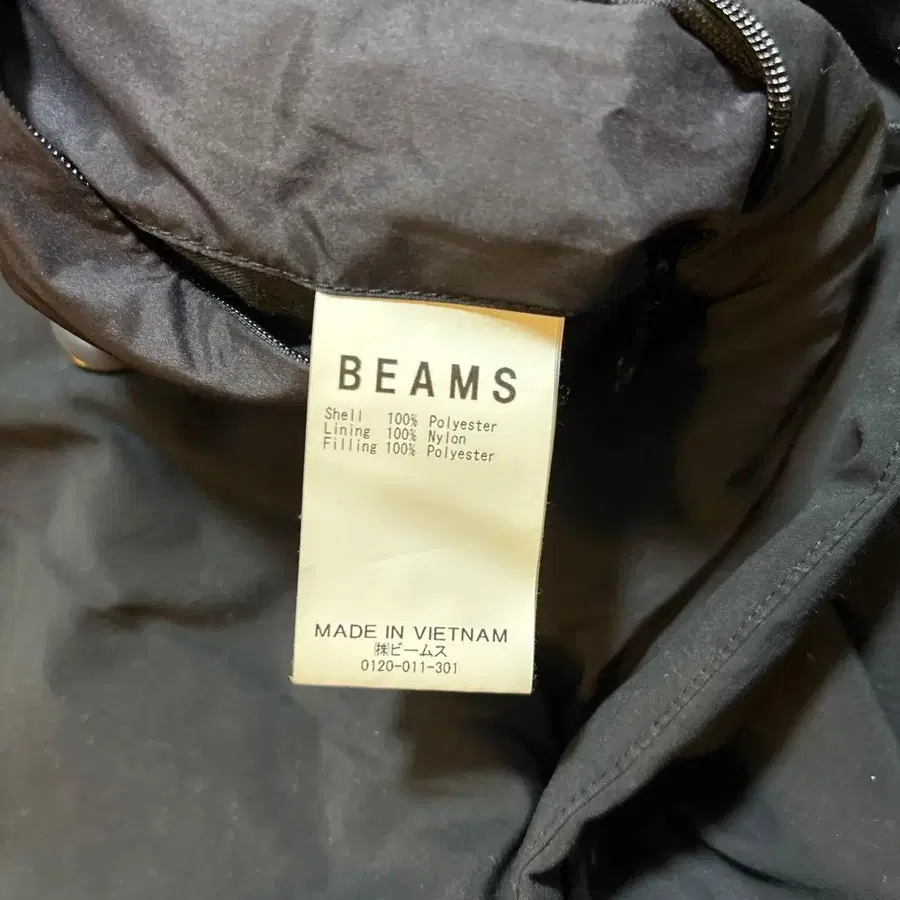 BEAMS
Shell 100% Polyester
Lining 100% Nylon
Filling 100% Polyester
MADE IN VIETNAM
㈱ビームス
0120-011-301